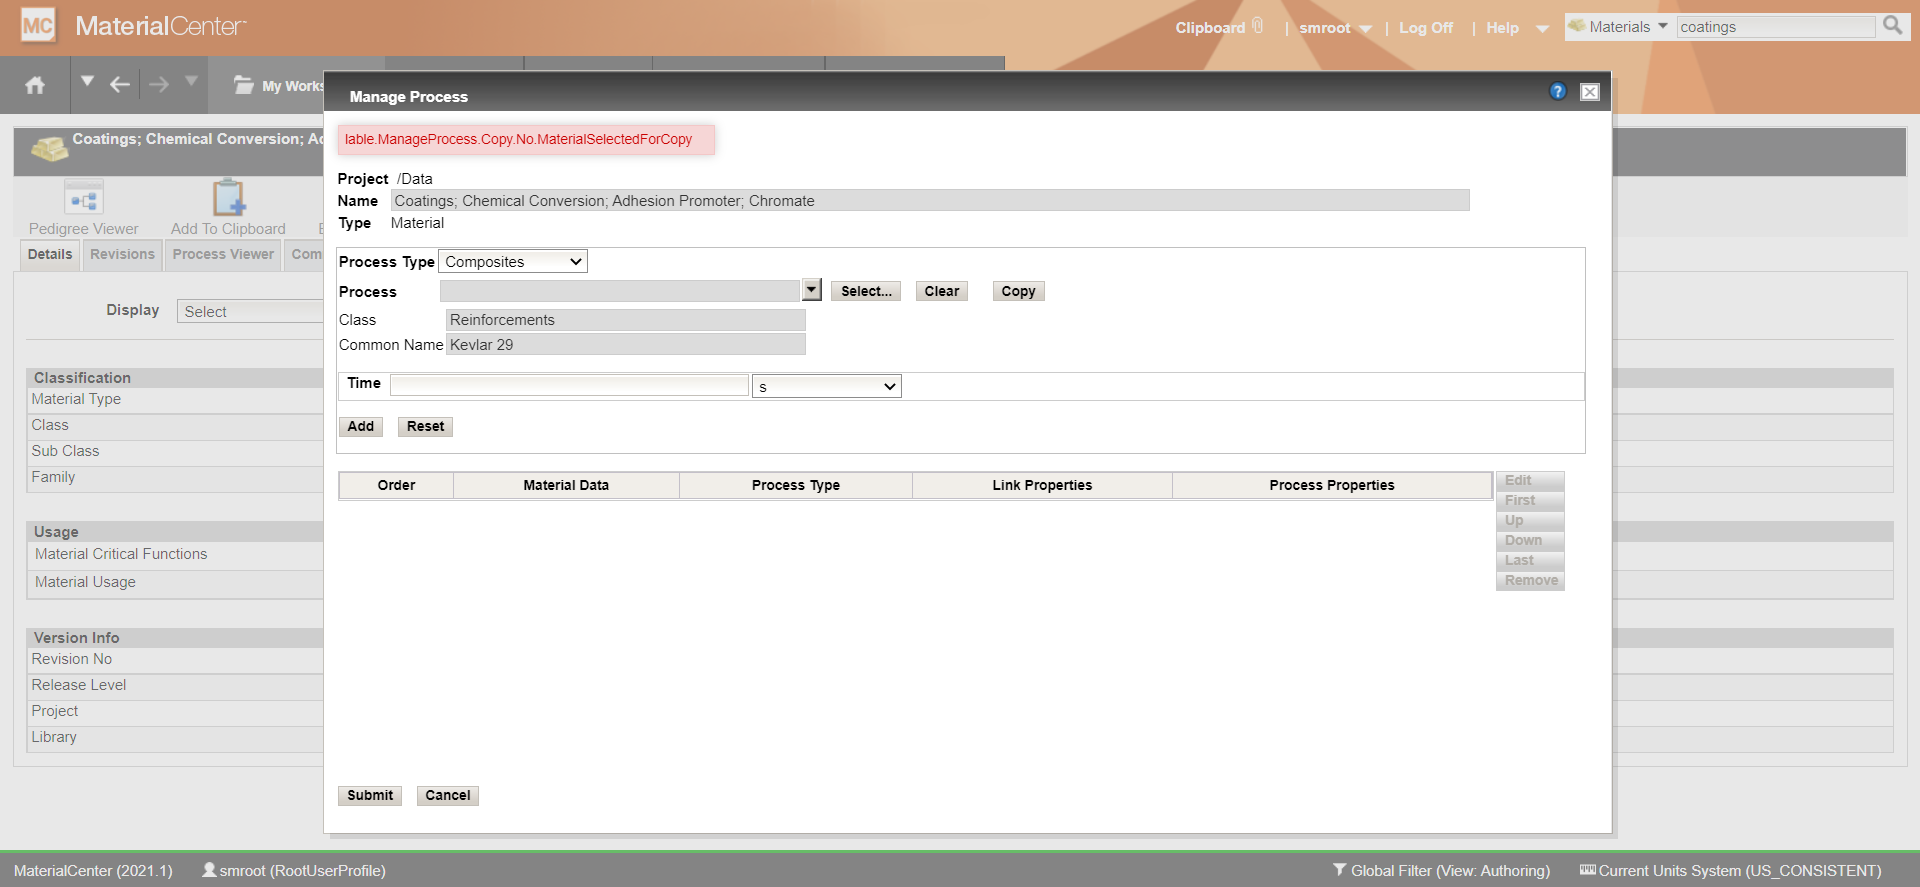 MC MaterialCenter
Clipboard | smroot | Log Off | Help Materials coatings
My Works
Manage Process
Coatings; Chemical Conversion; Ad
lable.ManageProcess.Copy.No.MaterialSelectedForCopy
Project /Data
Name Coatings; Chemical Conversion; Adhesion Promoter; Chromate
Type Material
Pedigree Viewer Add To Clipboard E
Details Revisions Process Viewer Com
Process Type Composites
Process Select... Clear Copy
Class Reinforcements
Common Name Kevlar 29
Display Select
Time s
Add Reset
Order Material Data Process Type Link Properties Process Properties
Edit
First
Up
Down
Last
Remove
Classification
Material Type
Class
Sub Class
Family
Usage
Material Critical Functions
Material Usage
Version Info
Revision No
Release Level
Project
Library
Submit Cancel
MaterialCenter (2021.1) smroot (RootUserProfile) Global Filter (View: Authoring) Current Units System (US_CONSISTENT)